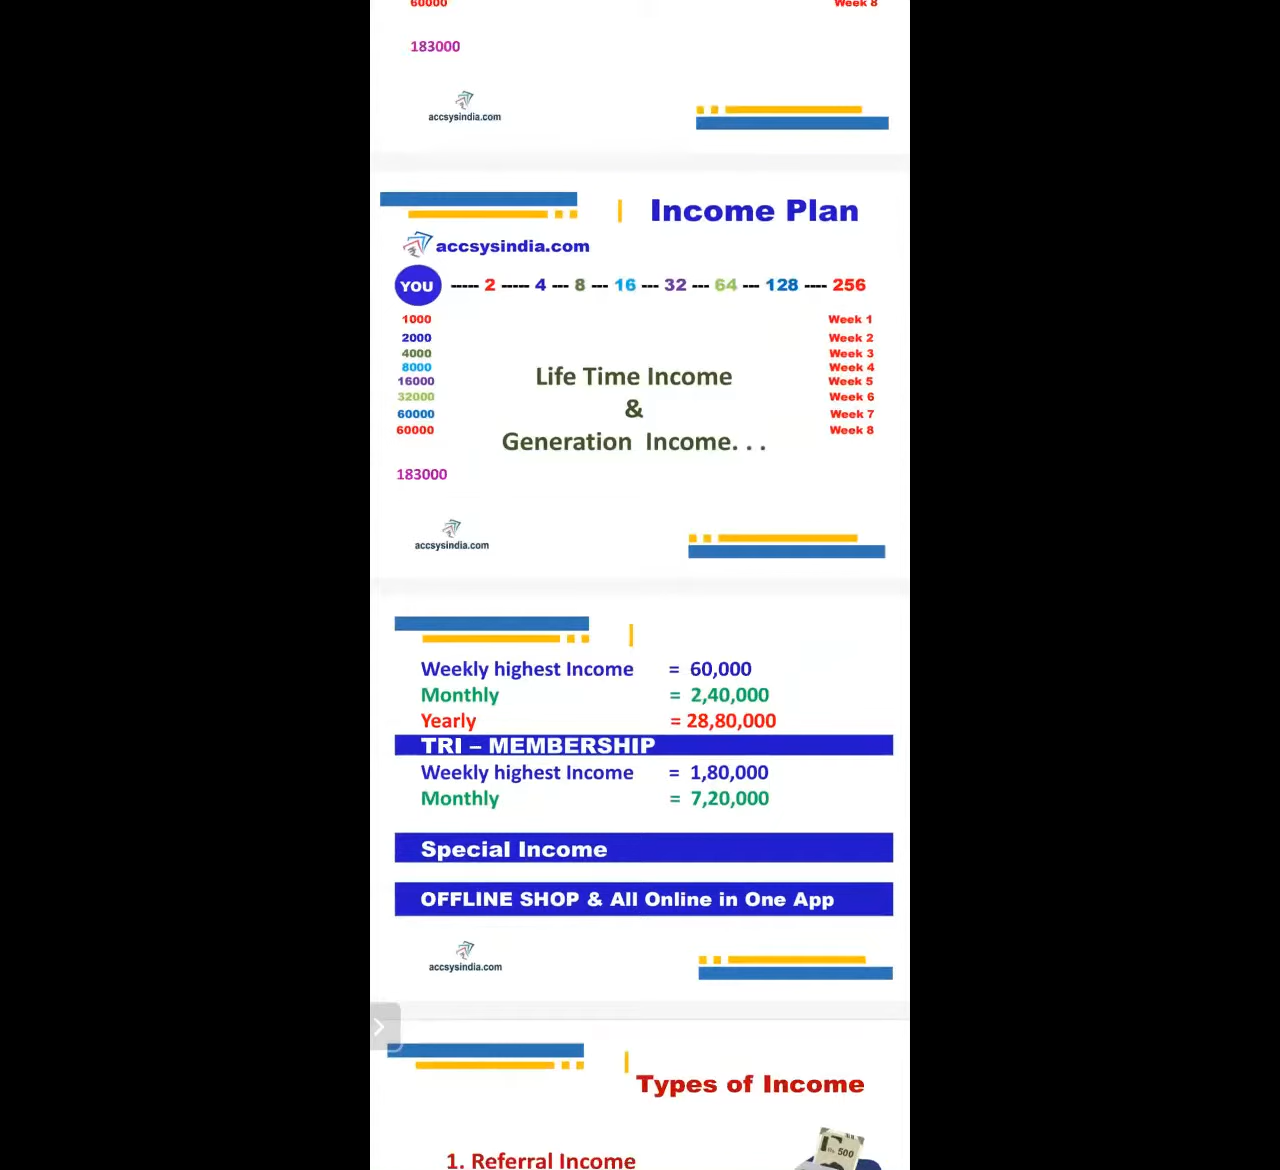 60000 Week 8
183000
accsysindia.com
Income Plan
accsysindia.com
YOU ----- 2 ----- 4 --- 8 --- 16 --- 32 --- 64 --- 128 ---- 256
1000 Week 1
2000 Week 2
4000 Week 3
8000 Week 4
16000 Week 5
32000 Week 6
60000 Week 7
60000 Week 8
Life Time Income
&
Generation Income. . .
183000
accsysindia.com
Weekly highest Income = 60,000
Monthly = 2,40,000
Yearly = 28,80,000
TRI – MEMBERSHIP
Weekly highest Income = 1,80,000
Monthly = 7,20,000
Special Income
OFFLINE SHOP & All Online in One App
accsysindia.com
Types of Income
1. Referral Income
500